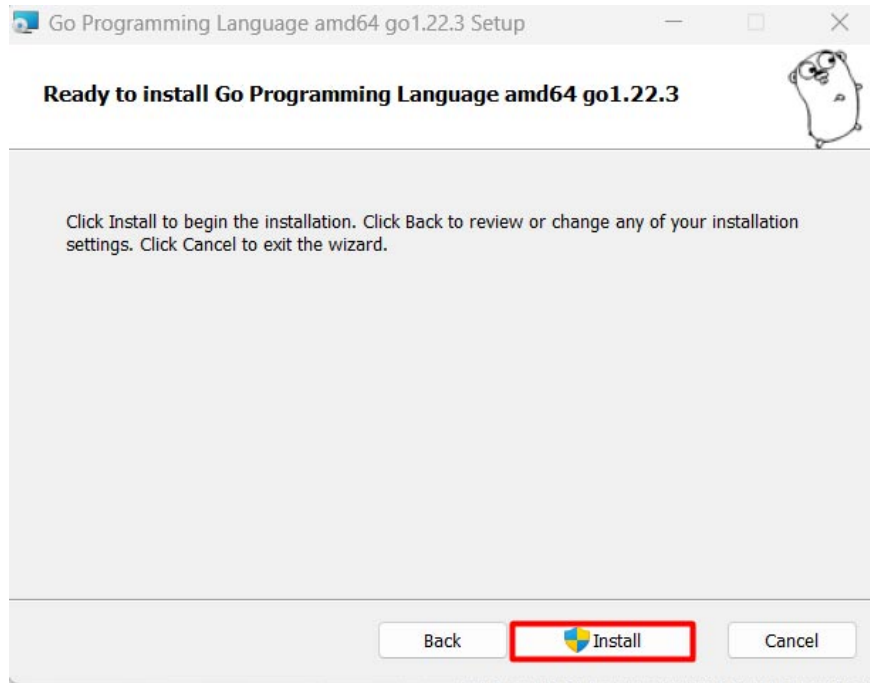 Go Programming Language amd64 go1.22.3 Setup
Ready to install Go Programming Language amd64 go1.22.3
Click Install to begin the installation. Click Back to review or change any of your installation
settings. Click Cancel to exit the wizard.
Back
Install
Cancel